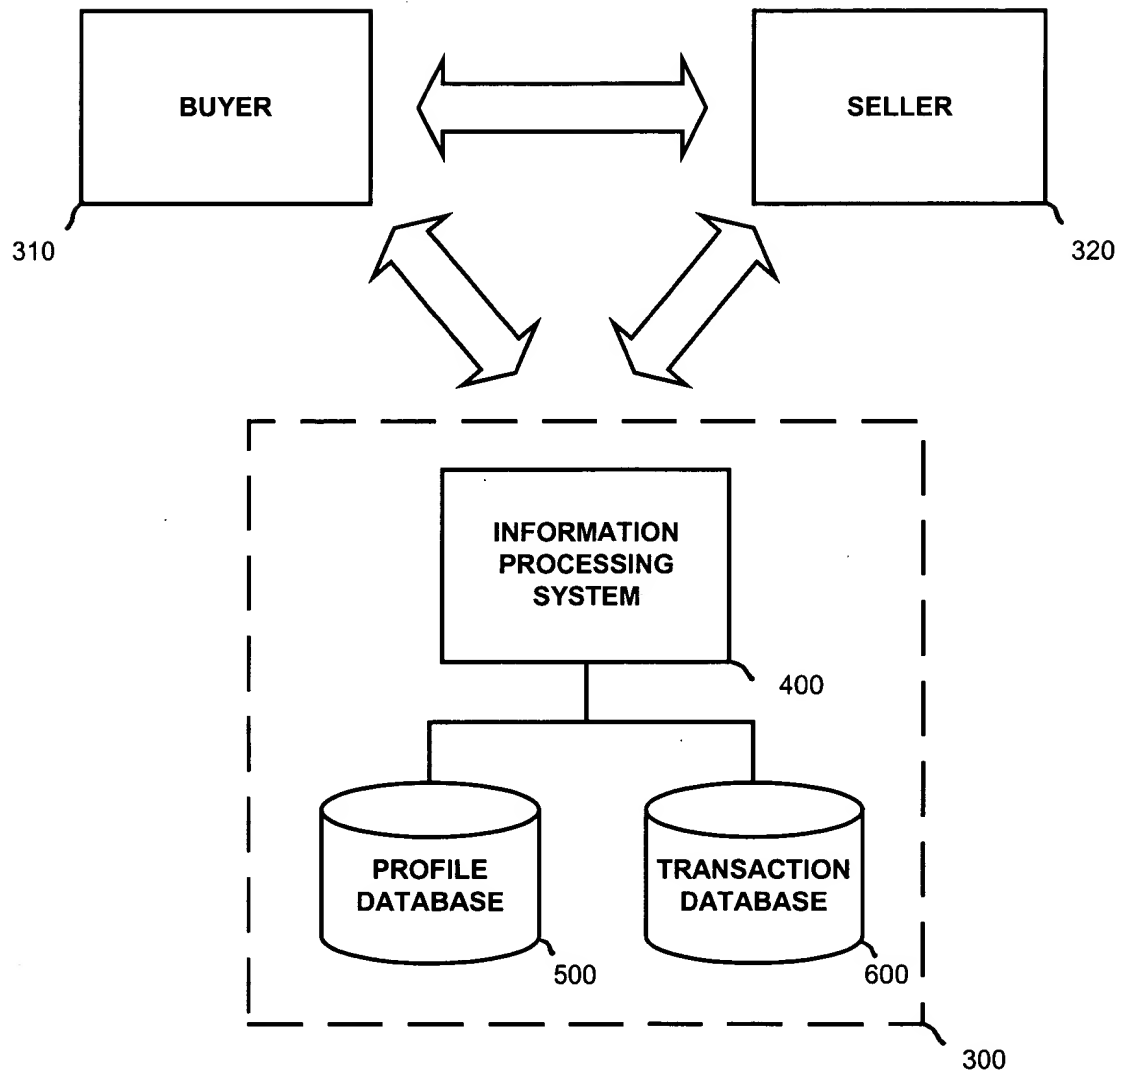 BUYER
SELLER
310
320
INFORMATION
PROCESSING
SYSTEM
400
PROFILE
DATABASE
TRANSACTION
DATABASE
500
600
300